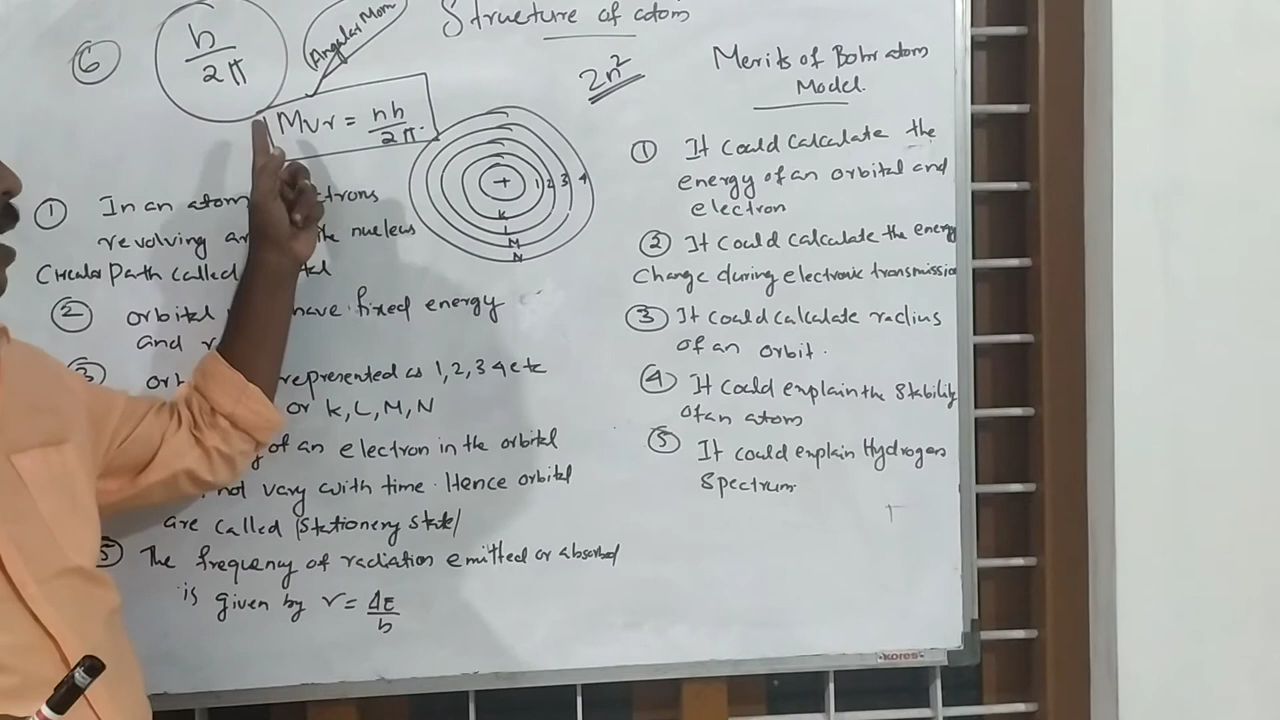 Structure of atom
6
h
2π
Angular Mom
Mvr = nh
2π.
2n²
+ 1 2 3 4
K
L
M
N
1 In an atom
revolving nucleus
Circular Path called
2 orbital have fixed energy
and
3 represented as 1, 2, 3 4 etc
or K, L, M, N
of an electron in the orbital
not vary with time. Hence orbital
are called (Stationery state)
5 The frequency of radiation emitted or absorbed
is given by ν = ΔE
h
Merits of Bohr atom
Model.
1 It could calculate the
energy of an orbital and
electron
2 It could calculate the energy
change during electronic transmission
3 It could calculate radius
of an orbit.
4 It could explain the stability
of an atom
5 It could explain Hydrogen
Spectrum
kores